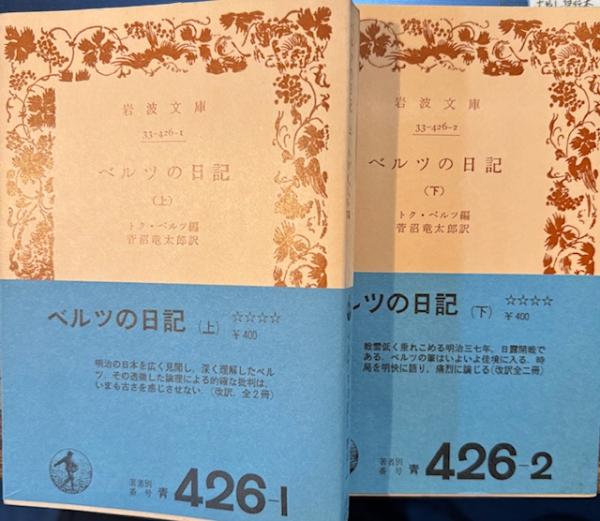 岩波文庫
33-426-1
ベルツの日記
(上)
トク・ベルツ編
菅沼竜太郎訳
ベルツの日記 (上) ☆☆☆☆
¥400
明治の日本を広く見聞し, 深く理解したベル
ツ. その透徹した論理による的確な批判は,
いまも古さを感じさせない. (改訳, 全2冊)
著者別
番号 青 426-1
岩波文庫
33-426-2
ベルツの日記
(下)
トク・ベルツ編
菅沼竜太郎訳
ルツの日記 (下) ☆☆☆☆
¥400
戦雲低く垂れこめる明治三七年, 日露開戦で
ある. ベルツの筆はいよいよ佳境に入る. 時
局を明快に語り, 痛烈に論じる (改訳全二冊)
著者別
番号 青 426-2